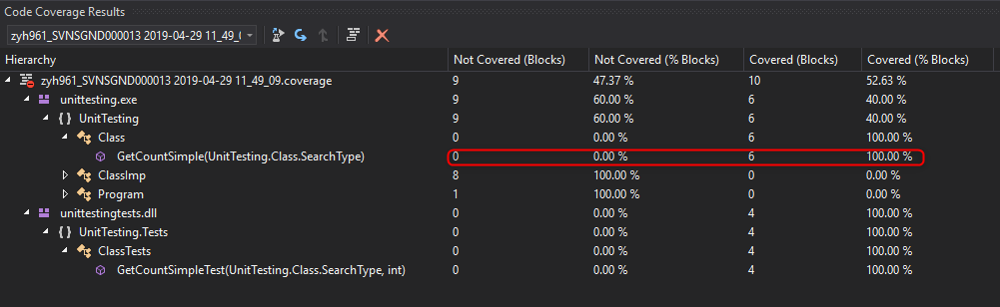 Code Coverage Results
zyh961_SVNSGND000013 2019-04-29 11_49_(
Hierarchy Not Covered (Blocks) Not Covered (% Blocks) Covered (Blocks) Covered (% Blocks)
zyh961_SVNSGND000013 2019-04-29 11_49_09.coverage 9 47.37 % 10 52.63 %
unittesting.exe 9 60.00 % 6 40.00 %
{ } UnitTesting 9 60.00 % 6 40.00 %
Class 0 0.00 % 6 100.00 %
GetCountSimple(UnitTesting.Class.SearchType) 0 0.00 % 6 100.00 %
ClassImp 8 100.00 % 0 0.00 %
Program 1 100.00 % 0 0.00 %
unittestingtests.dll 0 0.00 % 4 100.00 %
{ } UnitTesting.Tests 0 0.00 % 4 100.00 %
ClassTests 0 0.00 % 4 100.00 %
GetCountSimpleTest(UnitTesting.Class.SearchType, int) 0 0.00 % 4 100.00 %